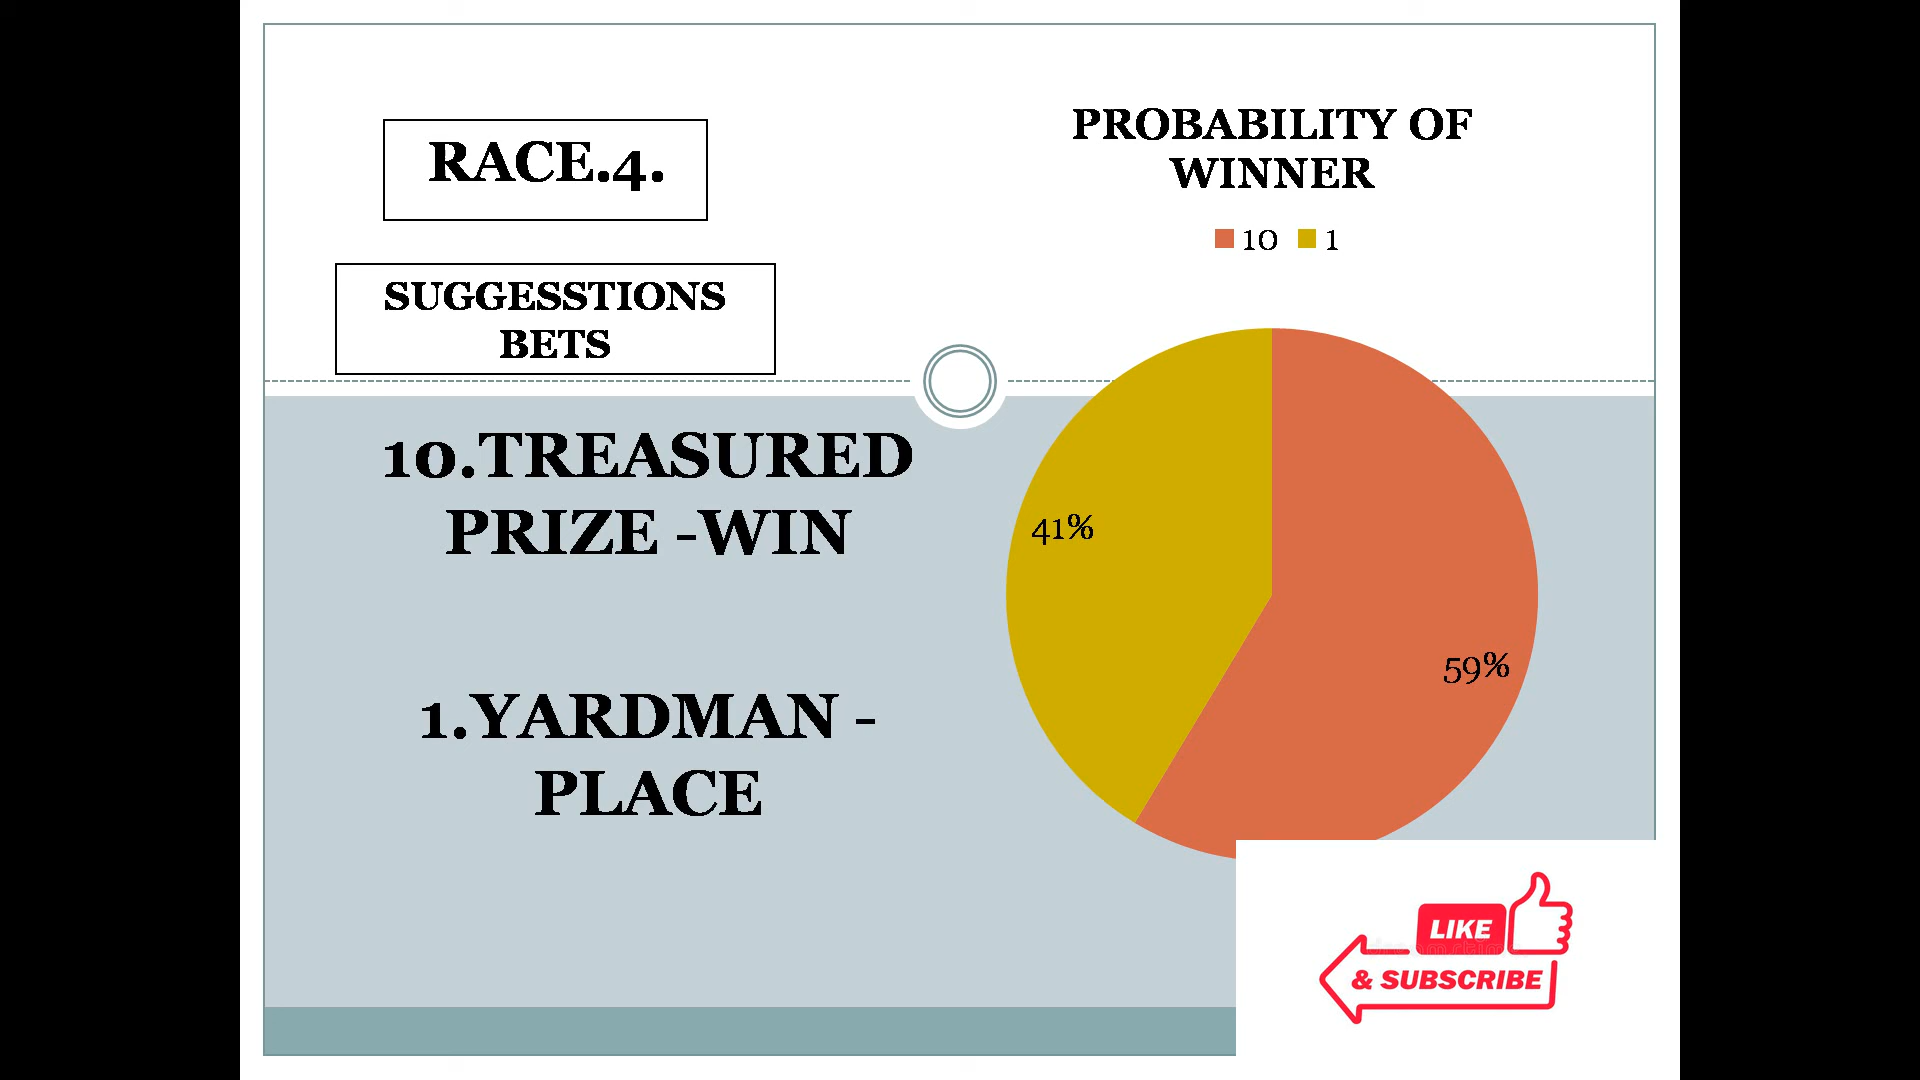 RACE.4.
SUGGESSTIONS
BETS
10.TREASURED
PRIZE -WIN
1.YARDMAN -
PLACE
PROBABILITY OF
WINNER
10 1
41%
59%
LIKE
& SUBSCRIBE